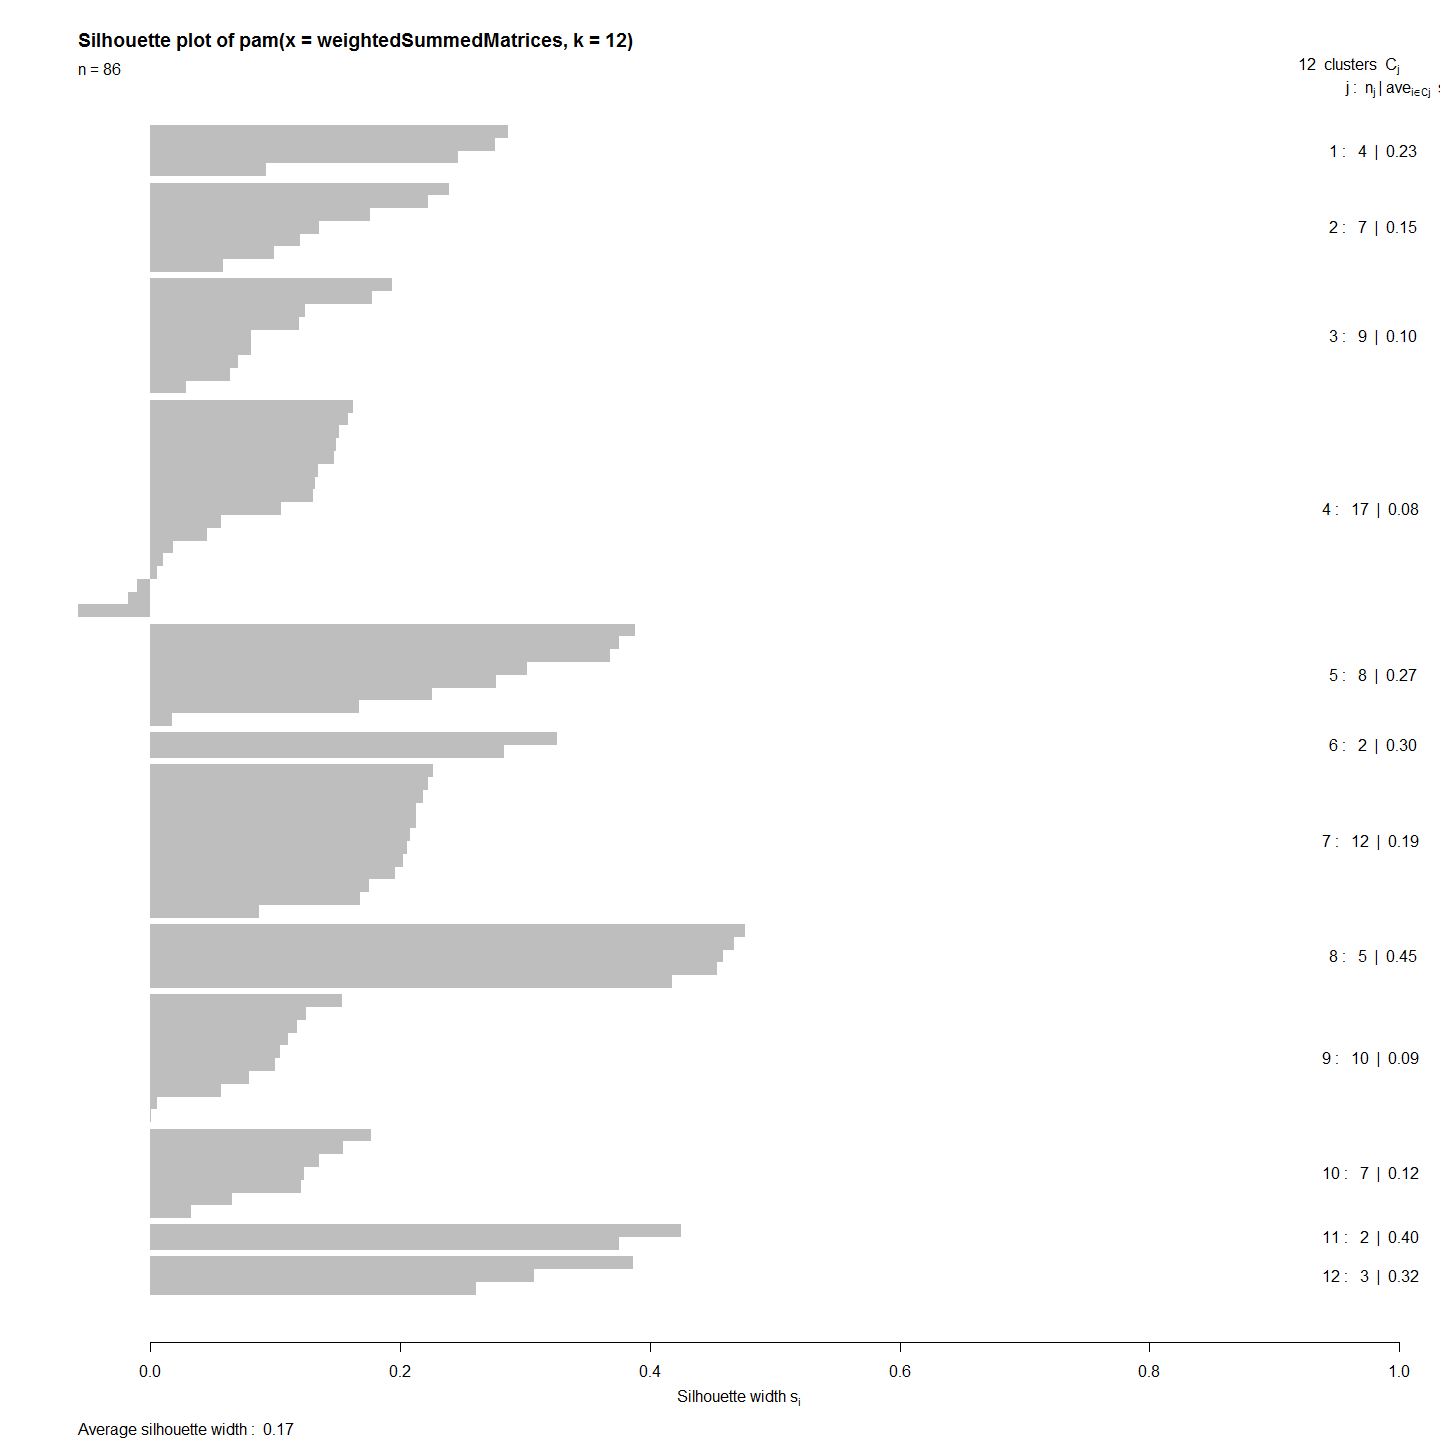 Silhouette plot of pam(x = weightedSummedMatrices, k = 12)
n = 86
12 clusters Cj
j : nj | avei∈Cj s
1 : 4 | 0.23
2 : 7 | 0.15
3 : 9 | 0.10
4 : 17 | 0.08
5 : 8 | 0.27
6 : 2 | 0.30
7 : 12 | 0.19
8 : 5 | 0.45
9 : 10 | 0.09
10 : 7 | 0.12
11 : 2 | 0.40
12 : 3 | 0.32
0.0 0.2 0.4 0.6 0.8 1.0
Silhouette width si
Average silhouette width : 0.17